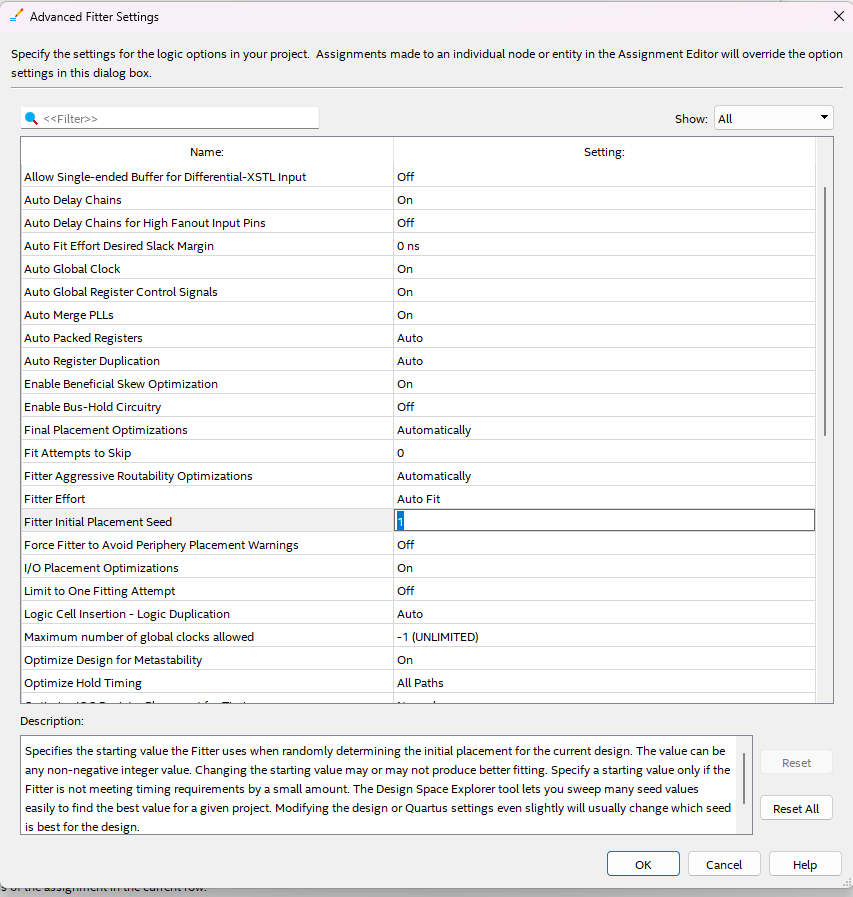 Advanced Fitter Settings
Specify the settings for the logic options in your project.  Assignments made to an individual node or entity in the Assignment Editor will override the option
settings in this dialog box.
<<Filter>>
Show: All
Name: Setting:
Allow Single-ended Buffer for Differential-XSTL Input Off
Auto Delay Chains On
Auto Delay Chains for High Fanout Input Pins Off
Auto Fit Effort Desired Slack Margin 0 ns
Auto Global Clock On
Auto Global Register Control Signals On
Auto Merge PLLs On
Auto Packed Registers Auto
Auto Register Duplication Auto
Enable Beneficial Skew Optimization On
Enable Bus-Hold Circuitry Off
Final Placement Optimizations Automatically
Fit Attempts to Skip 0
Fitter Aggressive Routability Optimizations Automatically
Fitter Effort Auto Fit
Fitter Initial Placement Seed 1
Force Fitter to Avoid Periphery Placement Warnings Off
I/O Placement Optimizations On
Limit to One Fitting Attempt Off
Logic Cell Insertion - Logic Duplication Auto
Maximum number of global clocks allowed -1 (UNLIMITED)
Optimize Design for Metastability On
Optimize Hold Timing All Paths
Description:
Specifies the starting value the Fitter uses when randomly determining the initial placement for the current design. The value can be
any non-negative integer value. Changing the starting value may or may not produce better fitting. Specify a starting value only if the
Fitter is not meeting timing requirements by a small amount. The Design Space Explorer tool lets you sweep many seed values
easily to find the best value for a given project. Modifying the design or Quartus settings even slightly will usually change which seed
is best for the design.
Reset
Reset All
OK Cancel Help
of the assignment in the current row.